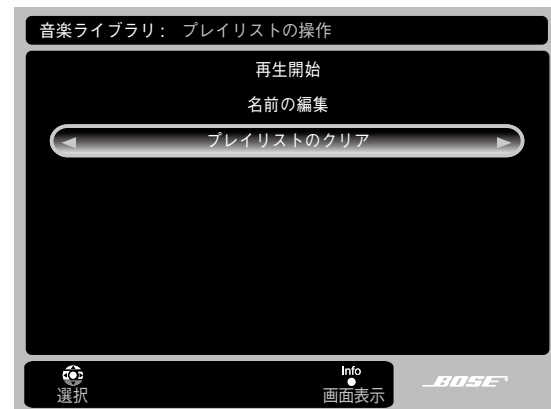 音楽ライブラリ： プレイリストの操作
再生開始
名前の編集
プレイリストのクリア
Info
選択 画面表示
BOSE